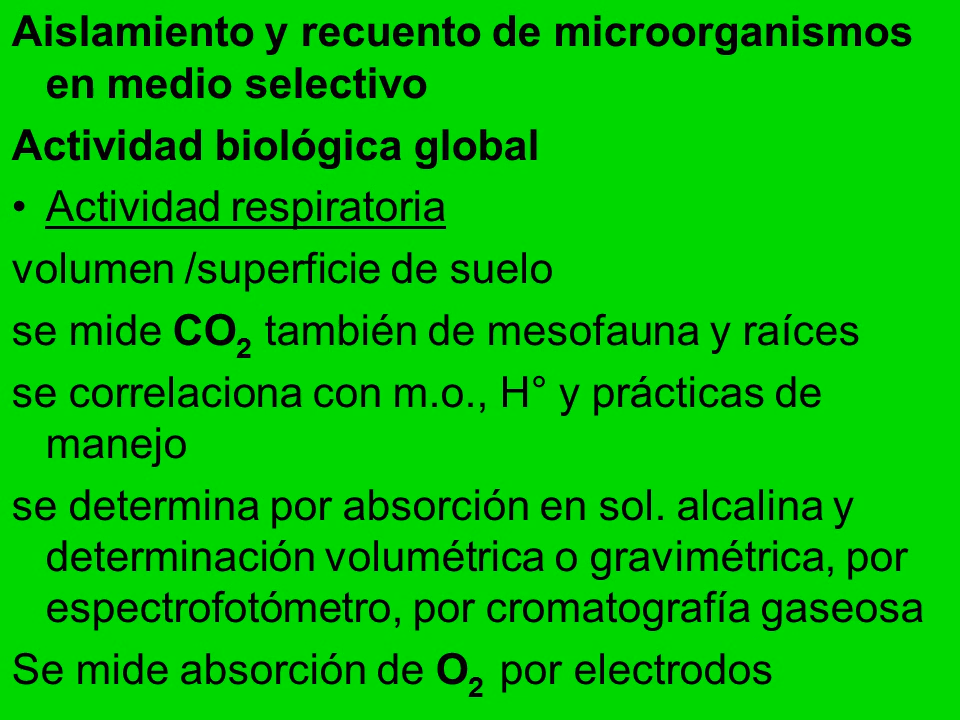 Aislamiento y recuento de microorganismos
en medio selectivo
Actividad biológica global
• Actividad respiratoria
volumen /superficie de suelo
se mide CO₂ también de mesofauna y raíces
se correlaciona con m.o., H° y prácticas de
manejo
se determina por absorción en sol. alcalina y
determinación volumétrica o gravimétrica, por
espectrofotómetro, por cromatografía gaseosa
Se mide absorción de O₂ por electrodos